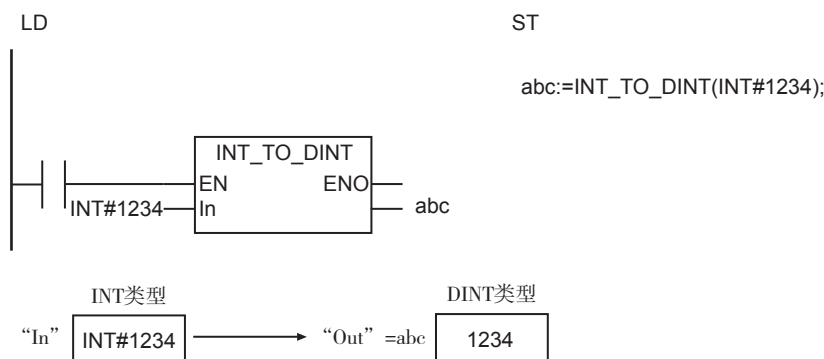 LD
ST
abc:=INT_TO_DINT(INT#1234);
INT_TO_DINT
EN ENO
INT#1234 In abc
INT类型 DINT类型
“In” INT#1234 “Out” =abc 1234